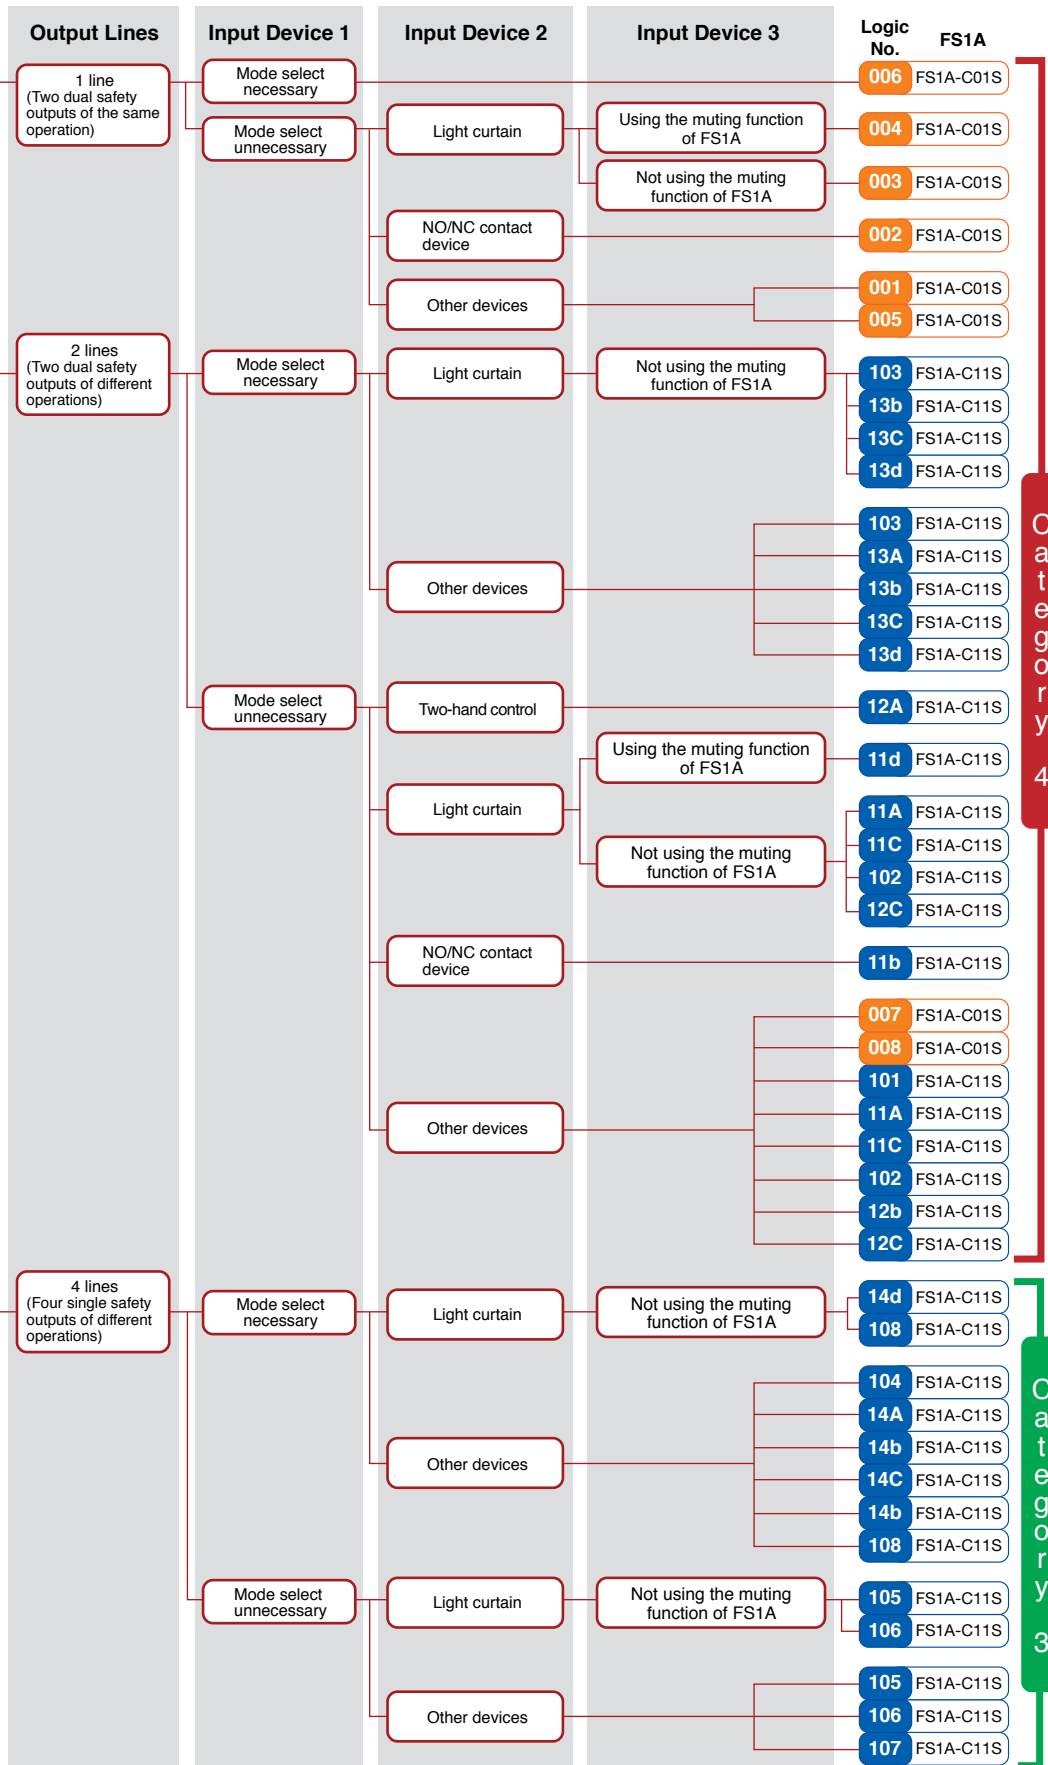 Output Lines
Input Device 1
Input Device 2
Input Device 3
Logic
No.
FS1A
1 line
(Two dual safety
outputs of the same
operation)
Mode select
necessary
006 FS1A-C01S
Mode select
unnecessary
Light curtain
Using the muting function
of FS1A
004 FS1A-C01S
Not using the muting
function of FS1A
003 FS1A-C01S
NO/NC contact
device
002 FS1A-C01S
Other devices
001 FS1A-C01S
005 FS1A-C01S
2 lines
(Two dual safety
outputs of different
operations)
Mode select
necessary
Light curtain
Not using the muting
function of FS1A
103 FS1A-C11S
13b FS1A-C11S
13C FS1A-C11S
13d FS1A-C11S
Other devices
103 FS1A-C11S
13A FS1A-C11S
13b FS1A-C11S
13C FS1A-C11S
13d FS1A-C11S
Mode select
unnecessary
Two-hand control
12A FS1A-C11S
Light curtain
Using the muting function
of FS1A
11d FS1A-C11S
Not using the muting
function of FS1A
11A FS1A-C11S
11C FS1A-C11S
102 FS1A-C11S
12C FS1A-C11S
NO/NC contact
device
11b FS1A-C11S
Other devices
007 FS1A-C01S
008 FS1A-C01S
101 FS1A-C11S
11A FS1A-C11S
11C FS1A-C11S
102 FS1A-C11S
12b FS1A-C11S
12C FS1A-C11S
Category 4
4 lines
(Four single safety
outputs of different
operations)
Mode select
necessary
Light curtain
Not using the muting
function of FS1A
14d FS1A-C11S
108 FS1A-C11S
Other devices
104 FS1A-C11S
14A FS1A-C11S
14b FS1A-C11S
14C FS1A-C11S
14b FS1A-C11S
108 FS1A-C11S
Mode select
unnecessary
Light curtain
Not using the muting
function of FS1A
105 FS1A-C11S
106 FS1A-C11S
Other devices
105 FS1A-C11S
106 FS1A-C11S
107 FS1A-C11S
Category 3